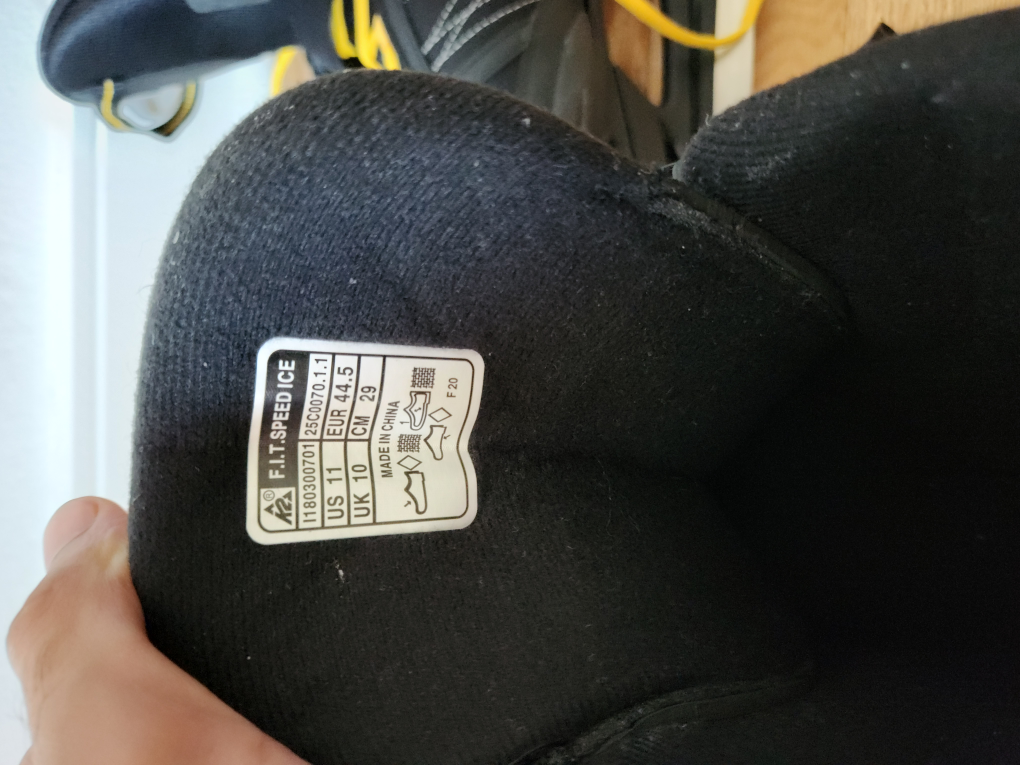 K2® F.I.T.SPEED ICE
I180300701 25C0070.1.1
US 11 EUR 44.5
UK 10 CM 29
MADE IN CHINA
F 20